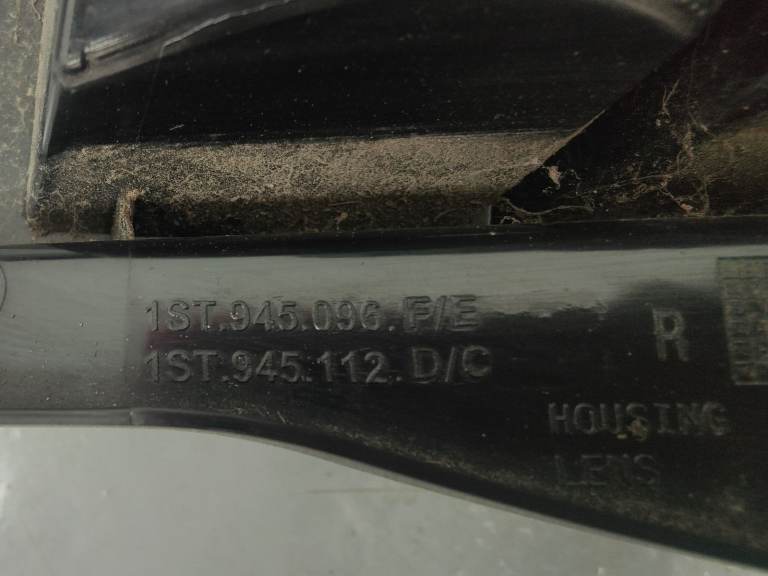 1ST.945.096.F/E
1ST.945.112.D/C
R
HOUSING
LENS